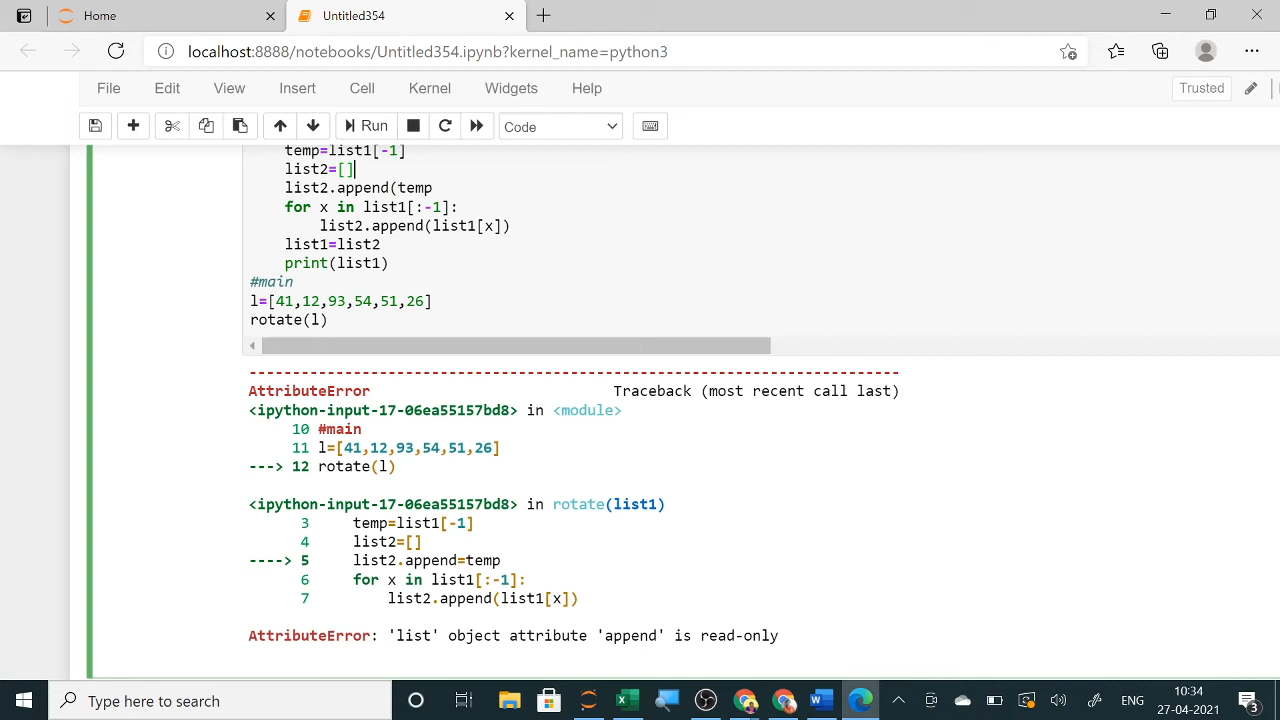 Home
Untitled354
localhost:8888/notebooks/Untitled354.ipynb?kernel_name=python3
File Edit View Insert Cell Kernel Widgets Help Trusted
Run Code
temp=list1[-1]
list2=[]
list2.append(temp
for x in list1[:-1]:
list2.append(list1[x])
list1=list2
print(list1)
#main
l=[41,12,93,54,51,26]
rotate(l)
---------------------------------------------------------------------------
AttributeError Traceback (most recent call last)
<ipython-input-17-06ea55157bd8> in <module>
10 #main
11 l=[41,12,93,54,51,26]
---> 12 rotate(l)
<ipython-input-17-06ea55157bd8> in rotate(list1)
3 temp=list1[-1]
4 list2=[]
----> 5 list2.append=temp
6 for x in list1[:-1]:
7 list2.append(list1[x])
AttributeError: 'list' object attribute 'append' is read-only
Type here to search
ENG
10:34
27-04-2021
3